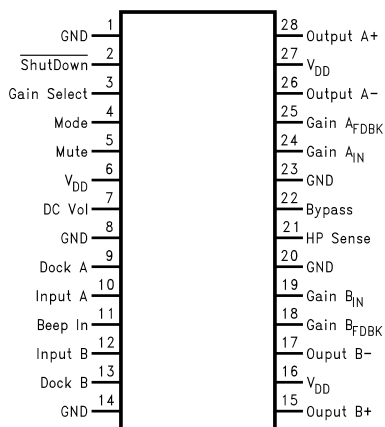 GND 1 28 Output A+
ShutDown 2 27 VDD
Gain Select 3 26 Output A-
Mode 4 25 Gain AFDBK
Mute 5 24 Gain AIN
VDD 6 23 GND
DC Vol 7 22 Bypass
GND 8 21 HP Sense
Dock A 9 20 GND
Input A 10 19 Gain BIN
Beep In 11 18 Gain BFDBK
Input B 12 17 Ouput B-
Dock B 13 16 VDD
GND 14 15 Ouput B+